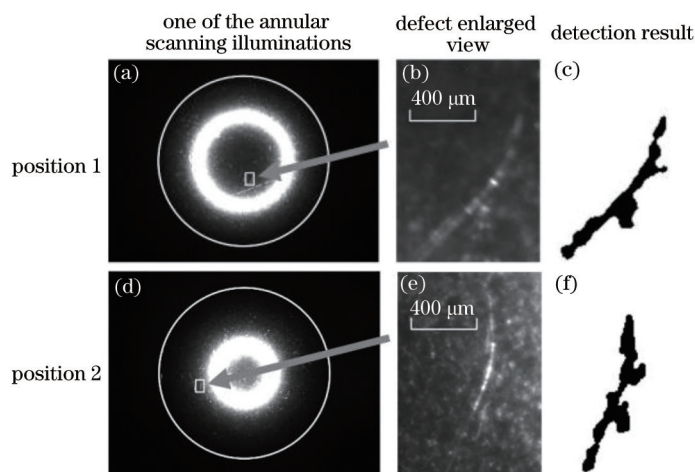 one of the annular
scanning illuminations
defect enlarged
view
detection result
(a)
(b)
400 μm
(c)
position 1
(d)
(e)
400 μm
(f)
position 2